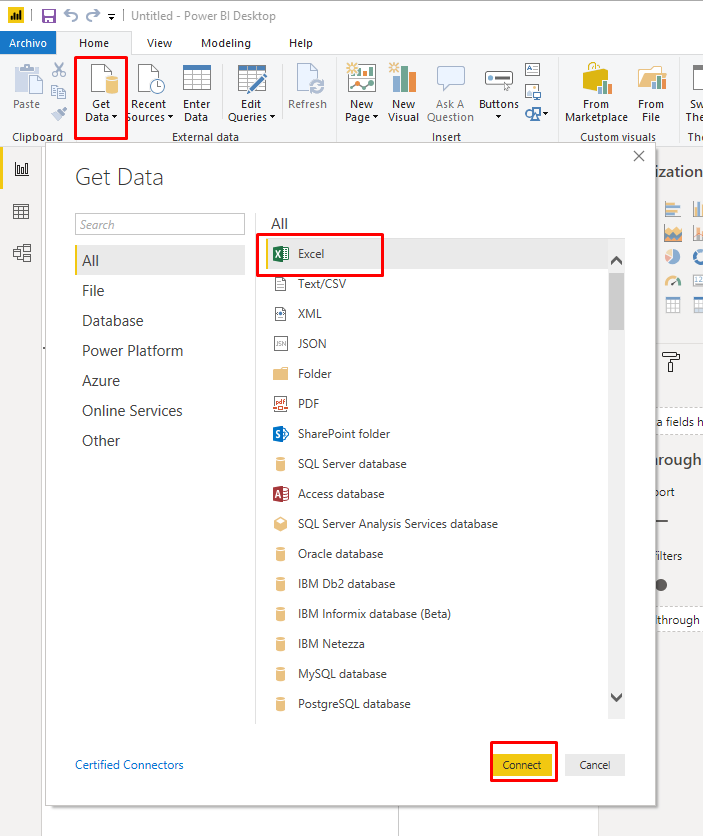 Untitled - Power BI Desktop
Archivo Home View Modeling Help
Paste
Get Data
Recent Sources
Enter Data
Edit Queries
Refresh
New Page
New Visual
Ask A Question
Buttons
From Marketplace
From File
Clipboard External data Insert Custom visuals
Get Data
Search
All
File
Database
Power Platform
Azure
Online Services
Other
All
Excel
Text/CSV
XML
JSON
Folder
PDF
SharePoint folder
SQL Server database
Access database
SQL Server Analysis Services database
Oracle database
IBM Db2 database
IBM Informix database (Beta)
IBM Netezza
MySQL database
PostgreSQL database
Certified Connectors
Connect Cancel
ization
a fields h
hrough
port
filters
lthrough